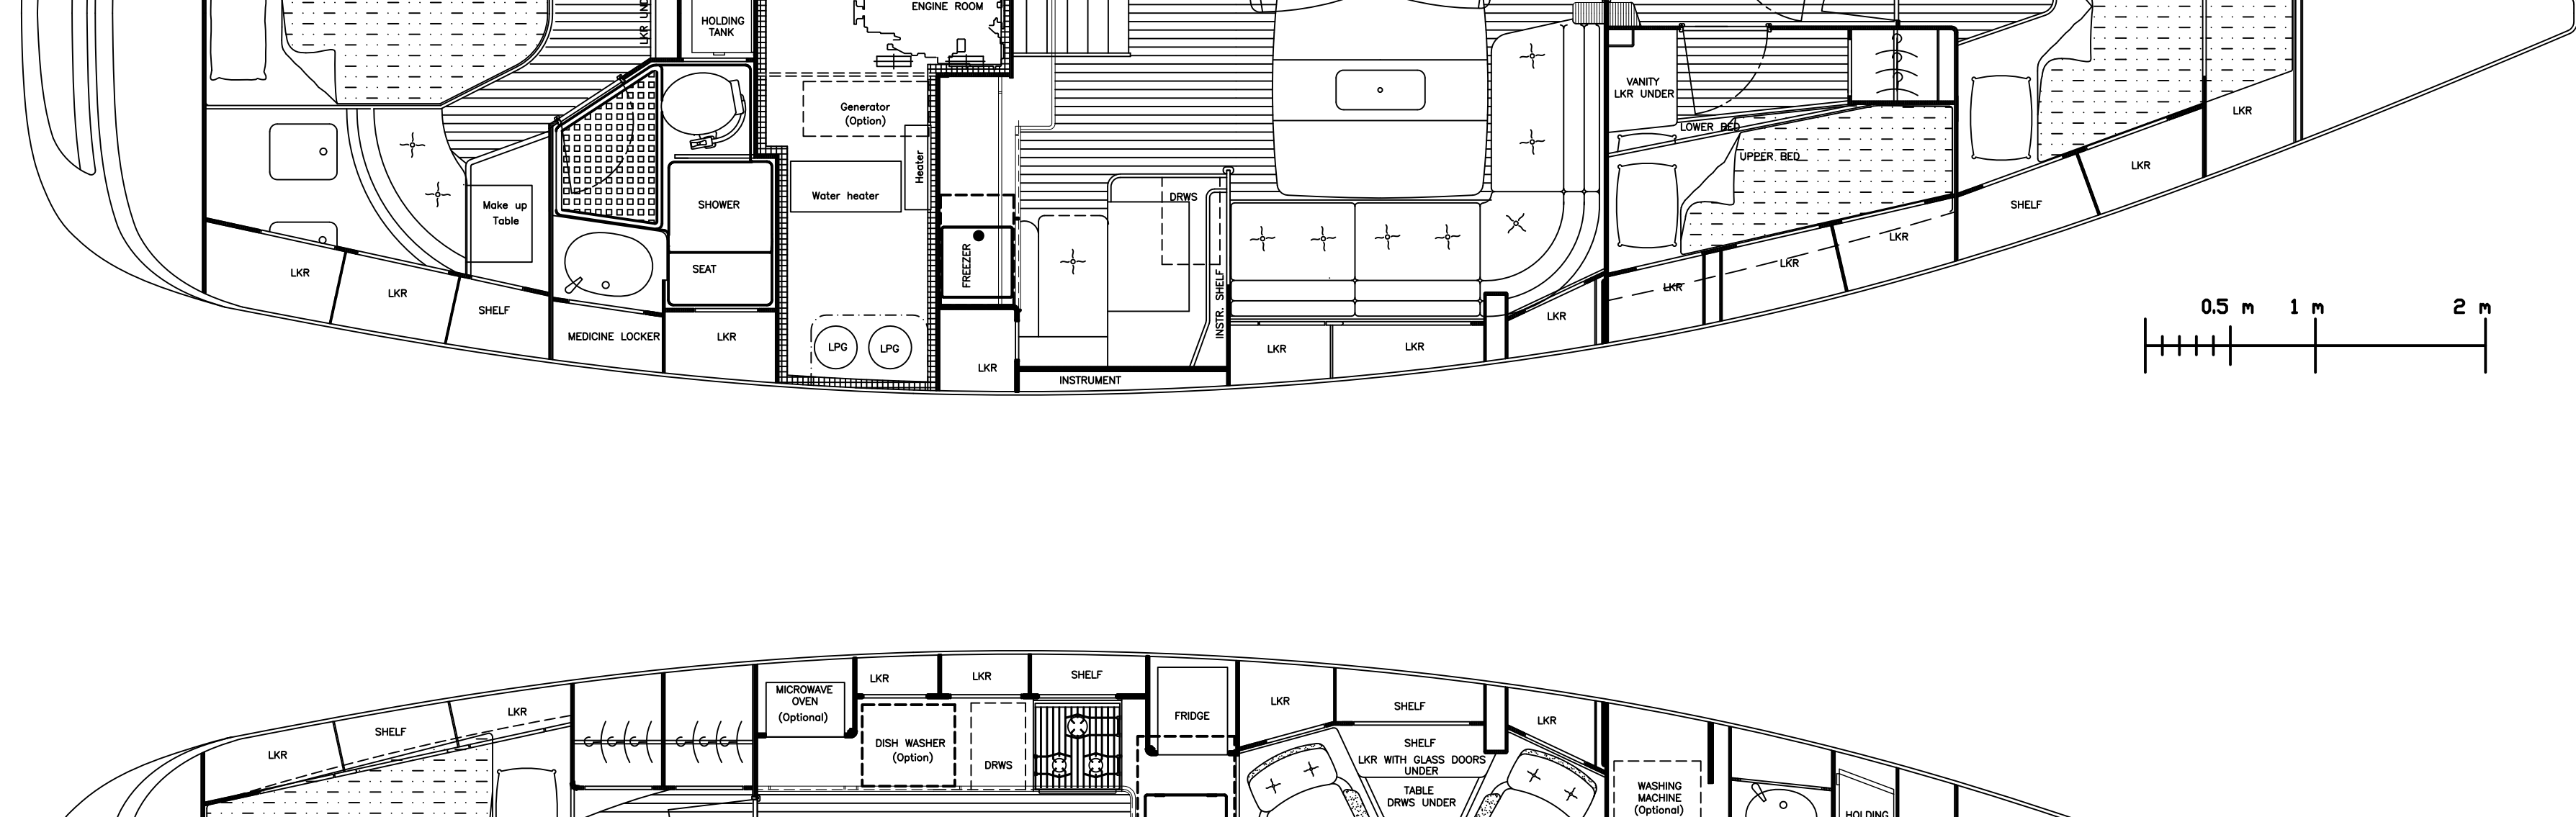 LKR UND
HOLDING
TANK
ENGINE ROOM
Generator
(Option)
Heater
Water heater
Make up
Table
SHOWER
SEAT
LKR
LKR
SHELF
MEDICINE LOCKER
LKR
LPG
LPG
FREEZER
LKR
INSTRUMENT
DRWS
INSTR. SHELF
LKR
LKR
LKR
VANITY
LKR UNDER
LOWER BED
UPPER BED
LKR
LKR
LKR
SHELF
LKR
LKR
0.5 m
1 m
2 m
LKR
SHELF
LKR
MICROWAVE
OVEN
(Optional)
LKR
LKR
SHELF
DISH WASHER
(Option)
DRWS
FRIDGE
LKR
SHELF
SHELF
LKR WITH GLASS DOORS
UNDER
TABLE
DRWS UNDER
LKR
WASHING
MACHINE
(Optional)
HOLDING